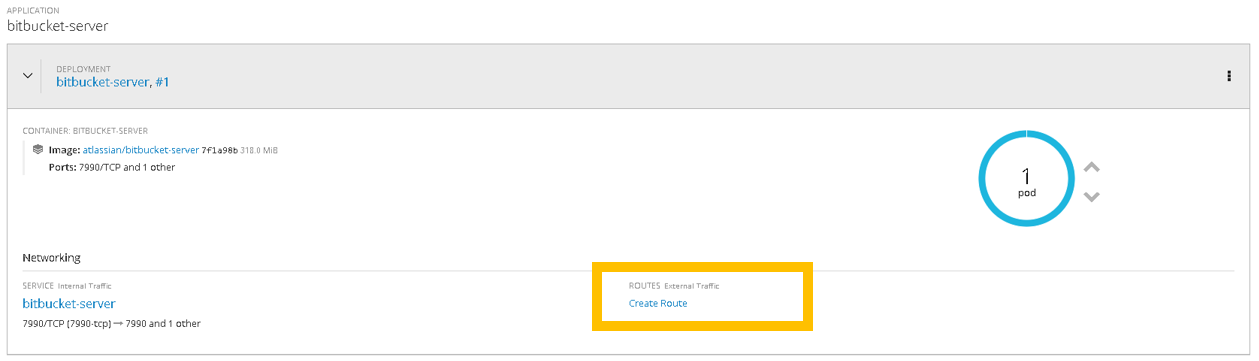 APPLICATION
bitbucket-server
DEPLOYMENT
bitbucket-server, #1
CONTAINER: BITBUCKET-SERVER
Image: atlassian/bitbucket-server 7f1a98b 318.0 MiB
Ports: 7990/TCP and 1 other
1
pod
Networking
SERVICE Internal Traffic
bitbucket-server
7990/TCP (7990-tcp) → 7990 and 1 other
ROUTES External Traffic
Create Route